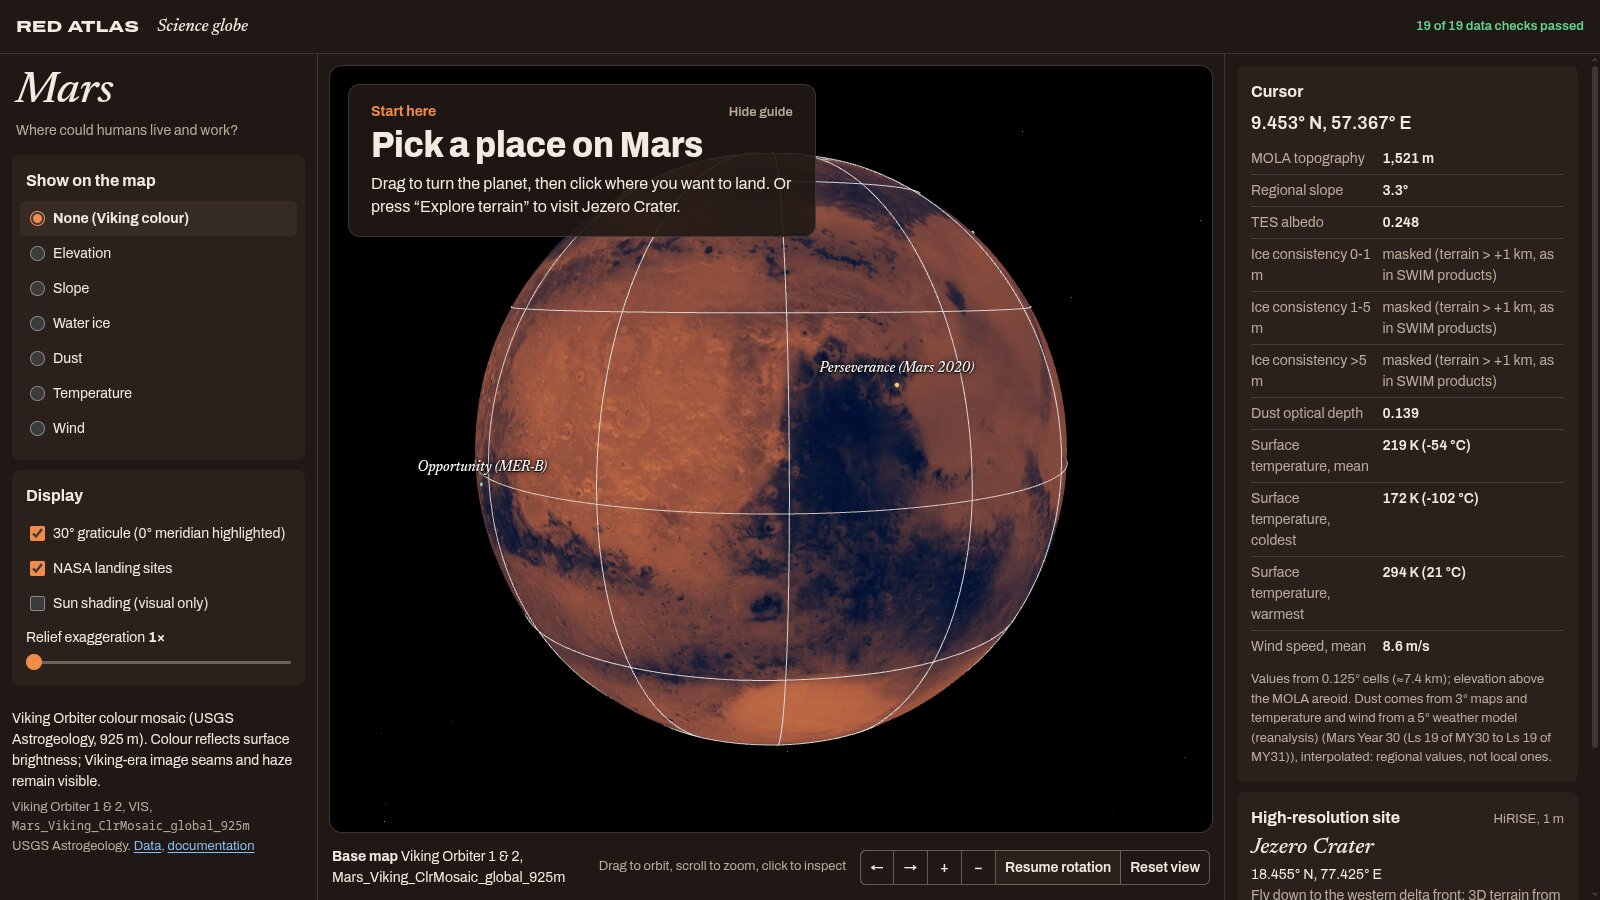 RED ATLAS Science globe
19 of 19 data checks passed
Mars
Where could humans live and work?
Show on the map
None (Viking colour)
Elevation
Slope
Water ice
Dust
Temperature
Wind
Display
30° graticule (0° meridian highlighted)
NASA landing sites
Sun shading (visual only)
Relief exaggeration 1×
Viking Orbiter colour mosaic (USGS
Astrogeology, 925 m). Colour reflects surface
brightness; Viking-era image seams and haze
remain visible.
Viking Orbiter 1 & 2, VIS,
Mars_Viking_ClrMosaic_global_925m
USGS Astrogeology. Data, documentation
Start here
Hide guide
Pick a place on Mars
Drag to turn the planet, then click where you want to land. Or
press “Explore terrain” to visit Jezero Crater.
Perseverance (Mars 2020)
Opportunity (MER-B)
Base map Viking Orbiter 1 & 2,
Mars_Viking_ClrMosaic_global_925m
Drag to orbit, scroll to zoom, click to inspect
← → + − Resume rotation Reset view
Cursor
9.453° N, 57.367° E
MOLA topography 1,521 m
Regional slope 3.3°
TES albedo 0.248
Ice consistency 0-1 masked (terrain > +1 km, as
m in SWIM products)
Ice consistency 1-5 masked (terrain > +1 km, as
m in SWIM products)
Ice consistency >5 masked (terrain > +1 km, as
m in SWIM products)
Dust optical depth 0.139
Surface 219 K (-54 °C)
temperature, mean
Surface 172 K (-102 °C)
temperature,
coldest
Surface 294 K (21 °C)
temperature,
warmest
Wind speed, mean 8.6 m/s
Values from 0.125° cells (≈7.4 km); elevation above
the MOLA areoid. Dust comes from 3° maps and
temperature and wind from a 5° weather model
(reanalysis) (Mars Year 30 (Ls 19 of MY30 to Ls 19 of
MY31)), interpolated: regional values, not local ones.
High-resolution site HiRISE, 1 m
Jezero Crater
18.455° N, 77.425° E
Fly down to the western delta front: 3D terrain from